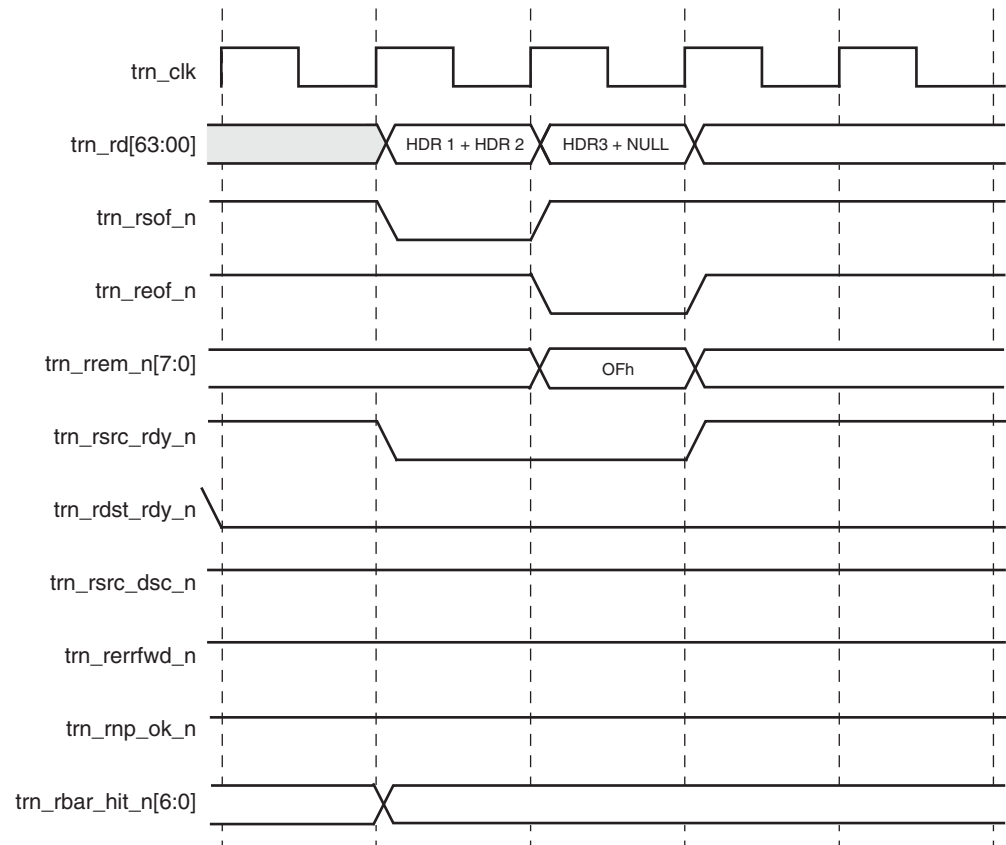 trn_clk
trn_rd[63:00]
HDR 1 + HDR 2
HDR3 + NULL
trn_rsof_n
trn_reof_n
trn_rrem_n[7:0]
OFh
trn_rsrc_rdy_n
trn_rdst_rdy_n
trn_rsrc_dsc_n
trn_rerrfwd_n
trn_rnp_ok_n
trn_rbar_hit_n[6:0]